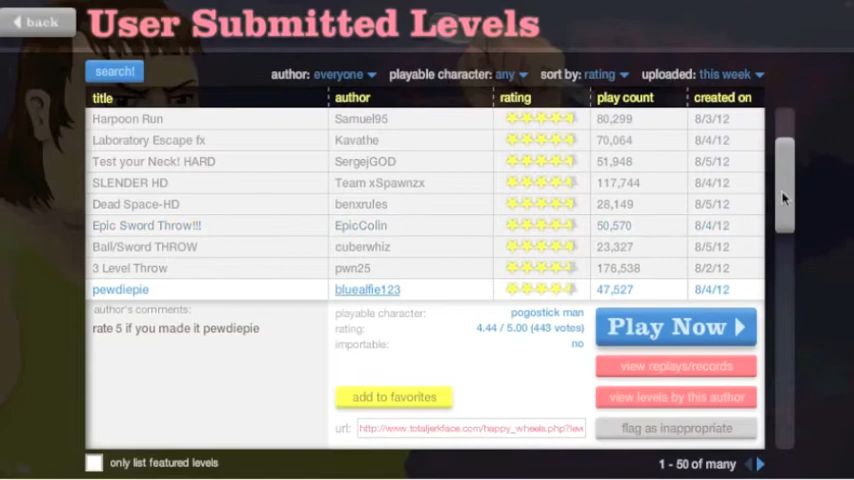 back
User Submitted Levels
search!
author: everyone playable character: any sort by: rating uploaded: this week
title author rating play count created on
Harpoon Run Samuel95 80,299 8/3/12
Laboratory Escape fx Kavathe 70,064 8/4/12
Test your Neck! HARD SergejGOD 51,948 8/5/12
SLENDER HD Team xSpawnzx 117,744 8/4/12
Dead Space-HD benxrules 28,149 8/5/12
Epic Sword Throw!!! EpicColin 50,570 8/4/12
Ball/Sword THROW cuberwhiz 23,327 8/5/12
3 Level Throw pwn25 176,538 8/2/12
pewdiepie bluealfie123 47,527 8/4/12
author's comments:
rate 5 if you made it pewdiepie
playable character: pogostick man
rating: 4.44 / 5.00 (443 votes)
importable: no
Play Now
view replays/records
add to favorites
view levels by this author
url: http://www.totaljerkface.com/happy_wheels.php?lev
flag as inappropriate
only list featured levels
1 - 50 of many